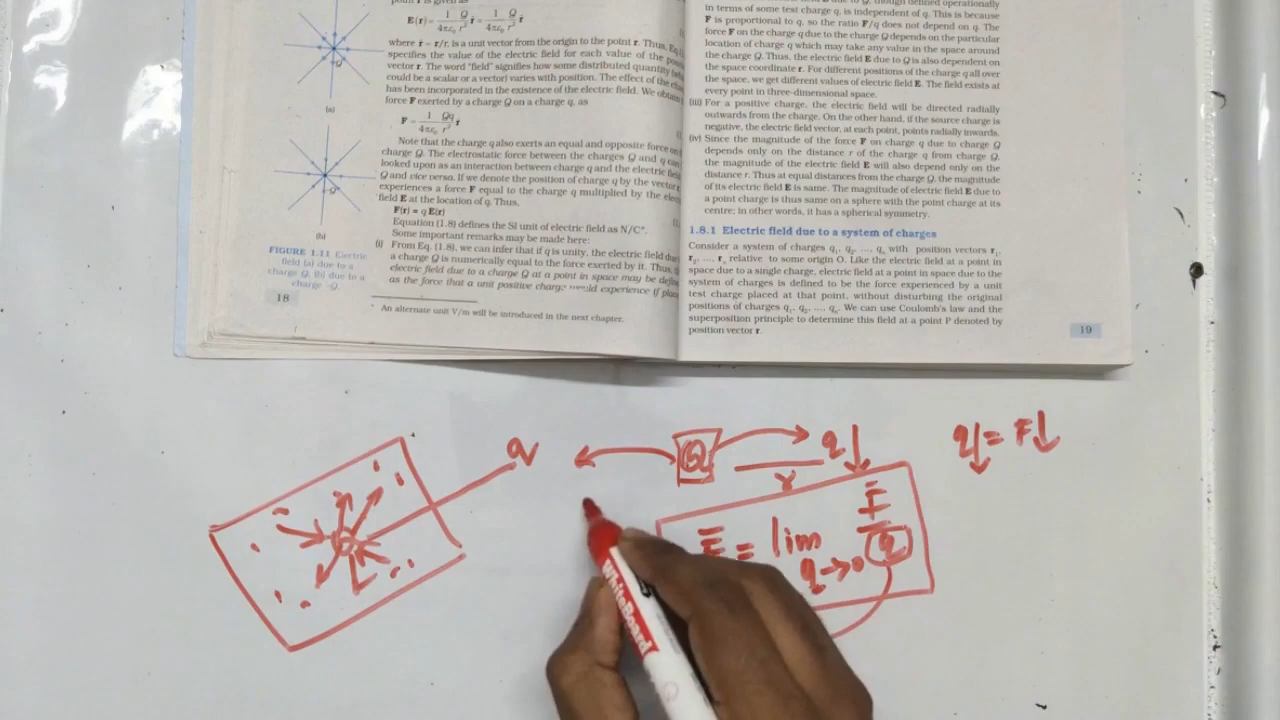 E(r) = 1/4πε₀ Q/r² r̂ = 1/4πε₀ Q/r² r̂
where r̂ = r/r, is a unit vector from the origin to the point r. Thus, Eq.
specifies the value of the electric field for each value of the
vector r. The word "field" signifies how some distributed quantity
could be a scalar or a vector) varies with position. The effect of the
has been incorporated in the existence of the electric field. We obtain
force F exerted by a charge Q on a charge q, as
F = 1/4πε₀ Qq/r² r̂
Note that the charge q also exerts an equal and opposite force on
charge Q. The electrostatic force between the charges Q and q can
looked upon as an interaction between charge q and the electric
Q and vice versa. If we denote the position of charge q by the vector
experiences a force F equal to the charge q multiplied by the
field E at the location of q. Thus,
F(r) = q E(r)
Equation (1.8) defines the SI unit of electric field as N/C*.
Some important remarks may be made here:
(i) From Eq. (1.8), we can infer that if q is unity, the electric field
a charge Q is numerically equal to the force exerted by it. Thus,
electric field due to a charge Q at a point in space may be
as the force that a unit positive charge would experience if
* An alternate unit V/m will be introduced in the next chapter.
(a)
(b)
FIGURE 1.11 Electric
field (a) due to a
charge Q, (b) due to a
charge –Q.
18
in terms of some test charge q, is independent of q. This is because
F is proportional to q, so the ratio F/q does not depend on q. The
force F on the charge q due to the charge Q depends on the particular
location of charge q which may take any value in the space around
the charge Q. Thus, the electric field E due to Q is also dependent on
the space coordinate r. For different positions of the charge q all over
the space, we get different values of electric field E. The field exists at
every point in three-dimensional space.
(iii) For a positive charge, the electric field will be directed radially
outwards from the charge. On the other hand, if the source charge is
negative, the electric field vector, at each point, points radially inwards.
(iv) Since the magnitude of the force F on charge q due to charge Q
depends only on the distance r of the charge q from charge Q,
the magnitude of the electric field E will also depend only on the
distance r. Thus at equal distances from the charge Q, the magnitude
of its electric field E is same. The magnitude of electric field E due to
a point charge is thus same on a sphere with the point charge at its
centre; in other words, it has a spherical symmetry.
1.8.1 Electric field due to a system of charges
Consider a system of charges q₁, q₂, ..., qₙ with position vectors r₁,
r₂, ..., rₙ relative to some origin O. Like the electric field at a point in
space due to a single charge, electric field at a point in space due to the
system of charges is defined to be the force experienced by a unit
test charge placed at that point, without disturbing the original
positions of charges q₁, q₂, ..., qₙ. We can use Coulomb's law and the
superposition principle to determine this field at a point P denoted by
position vector r.
19
Q q↓ q↓ = F↓
r
E̅ = lim q→0 F̅/q
WhiteBoard